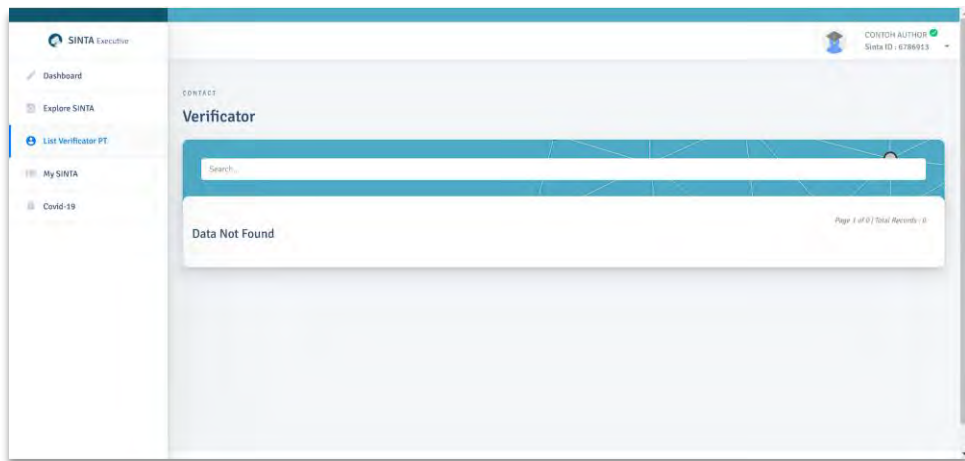 SINTA Executive
CONTOH AUTHOR
Sinta ID : 6786913
Dashboard
Explore SINTA
List Verificator PT
My SINTA
Covid-19
CONTACT
Verificator
Search...
Page 1 of 0 | Total Records : 0
Data Not Found